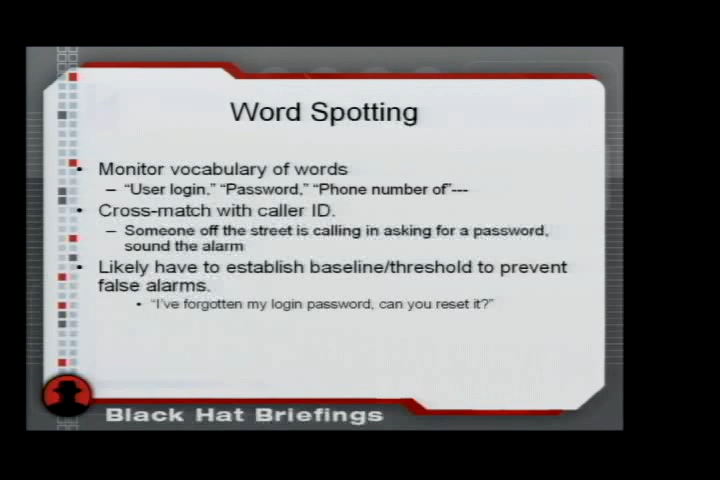 Word Spotting
• Monitor vocabulary of words
– "User login," "Password," "Phone number of"---
• Cross-match with caller ID.
– Someone off the street is calling in asking for a password,
sound the alarm
• Likely have to establish baseline/threshold to prevent
false alarms.
• "I've forgotten my login password, can you reset it?"
Black Hat Briefings